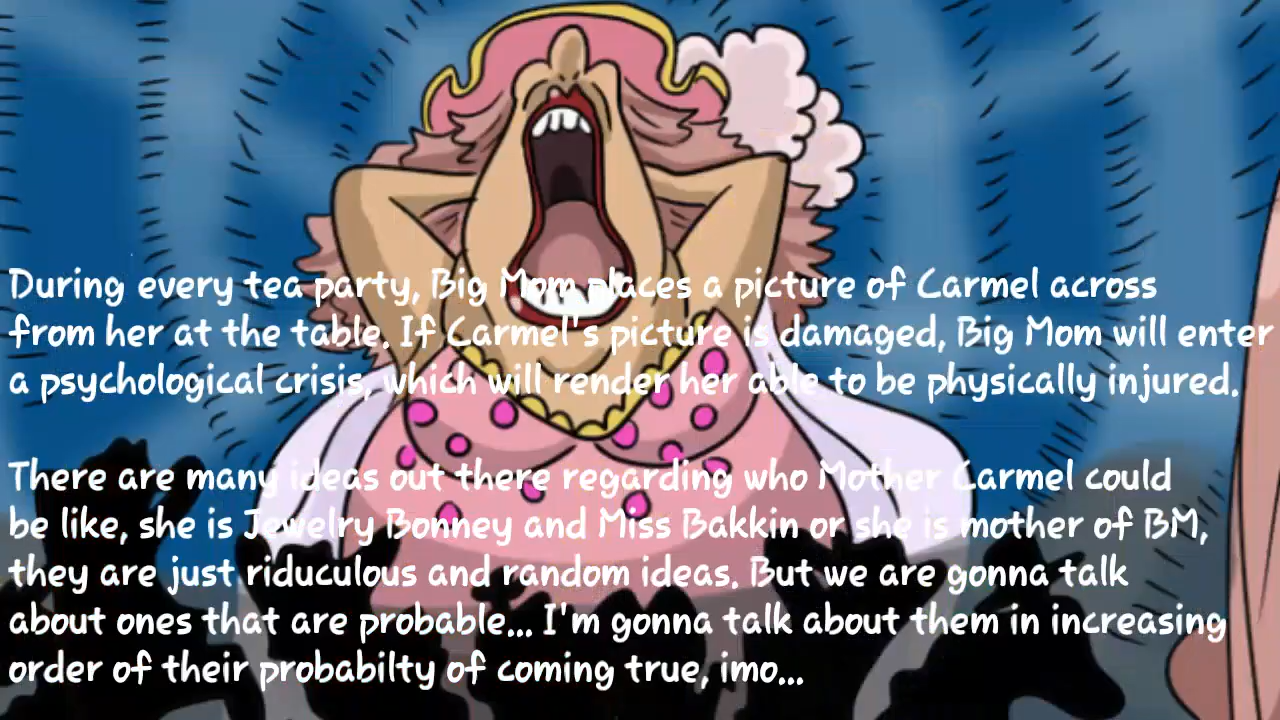 During every tea party, Big Mom places a picture of Carmel across
from her at the table. If Carmel's picture is damaged, Big Mom will enter
a psychological crisis, which will render her able to be physically injured.
There are many ideas out there regarding who Mother Carmel could
be like, she is Jewelry Bonney and Miss Bakkin or she is mother of BM,
they are just riduculous and random ideas. But we are gonna talk
about ones that are probable... I'm gonna talk about them in increasing
order of their probabilty of coming true, imo...